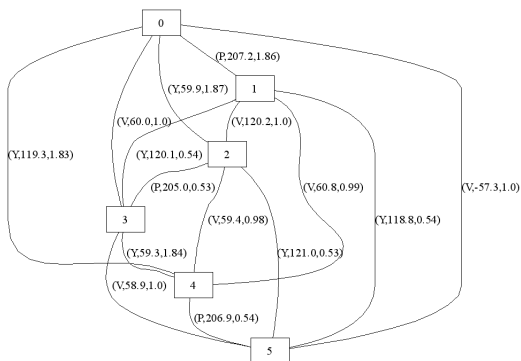 0
(P,207.2,1.86)
(Y,59.9,1.87)
1
(V,60.0,1.0)
(V,120.2,1.0)
(Y,119.3,1.83)
(Y,120.1,0.54)
2
(P,205.0,0.53)
(V,60.8,0.99)
(V,-57.3,1.0)
3
(V,59.4,0.98)
(Y,118.8,0.54)
(Y,59.3,1.84)
(Y,121.0,0.53)
4
(V,58.9,1.0)
(P,206.9,0.54)
5